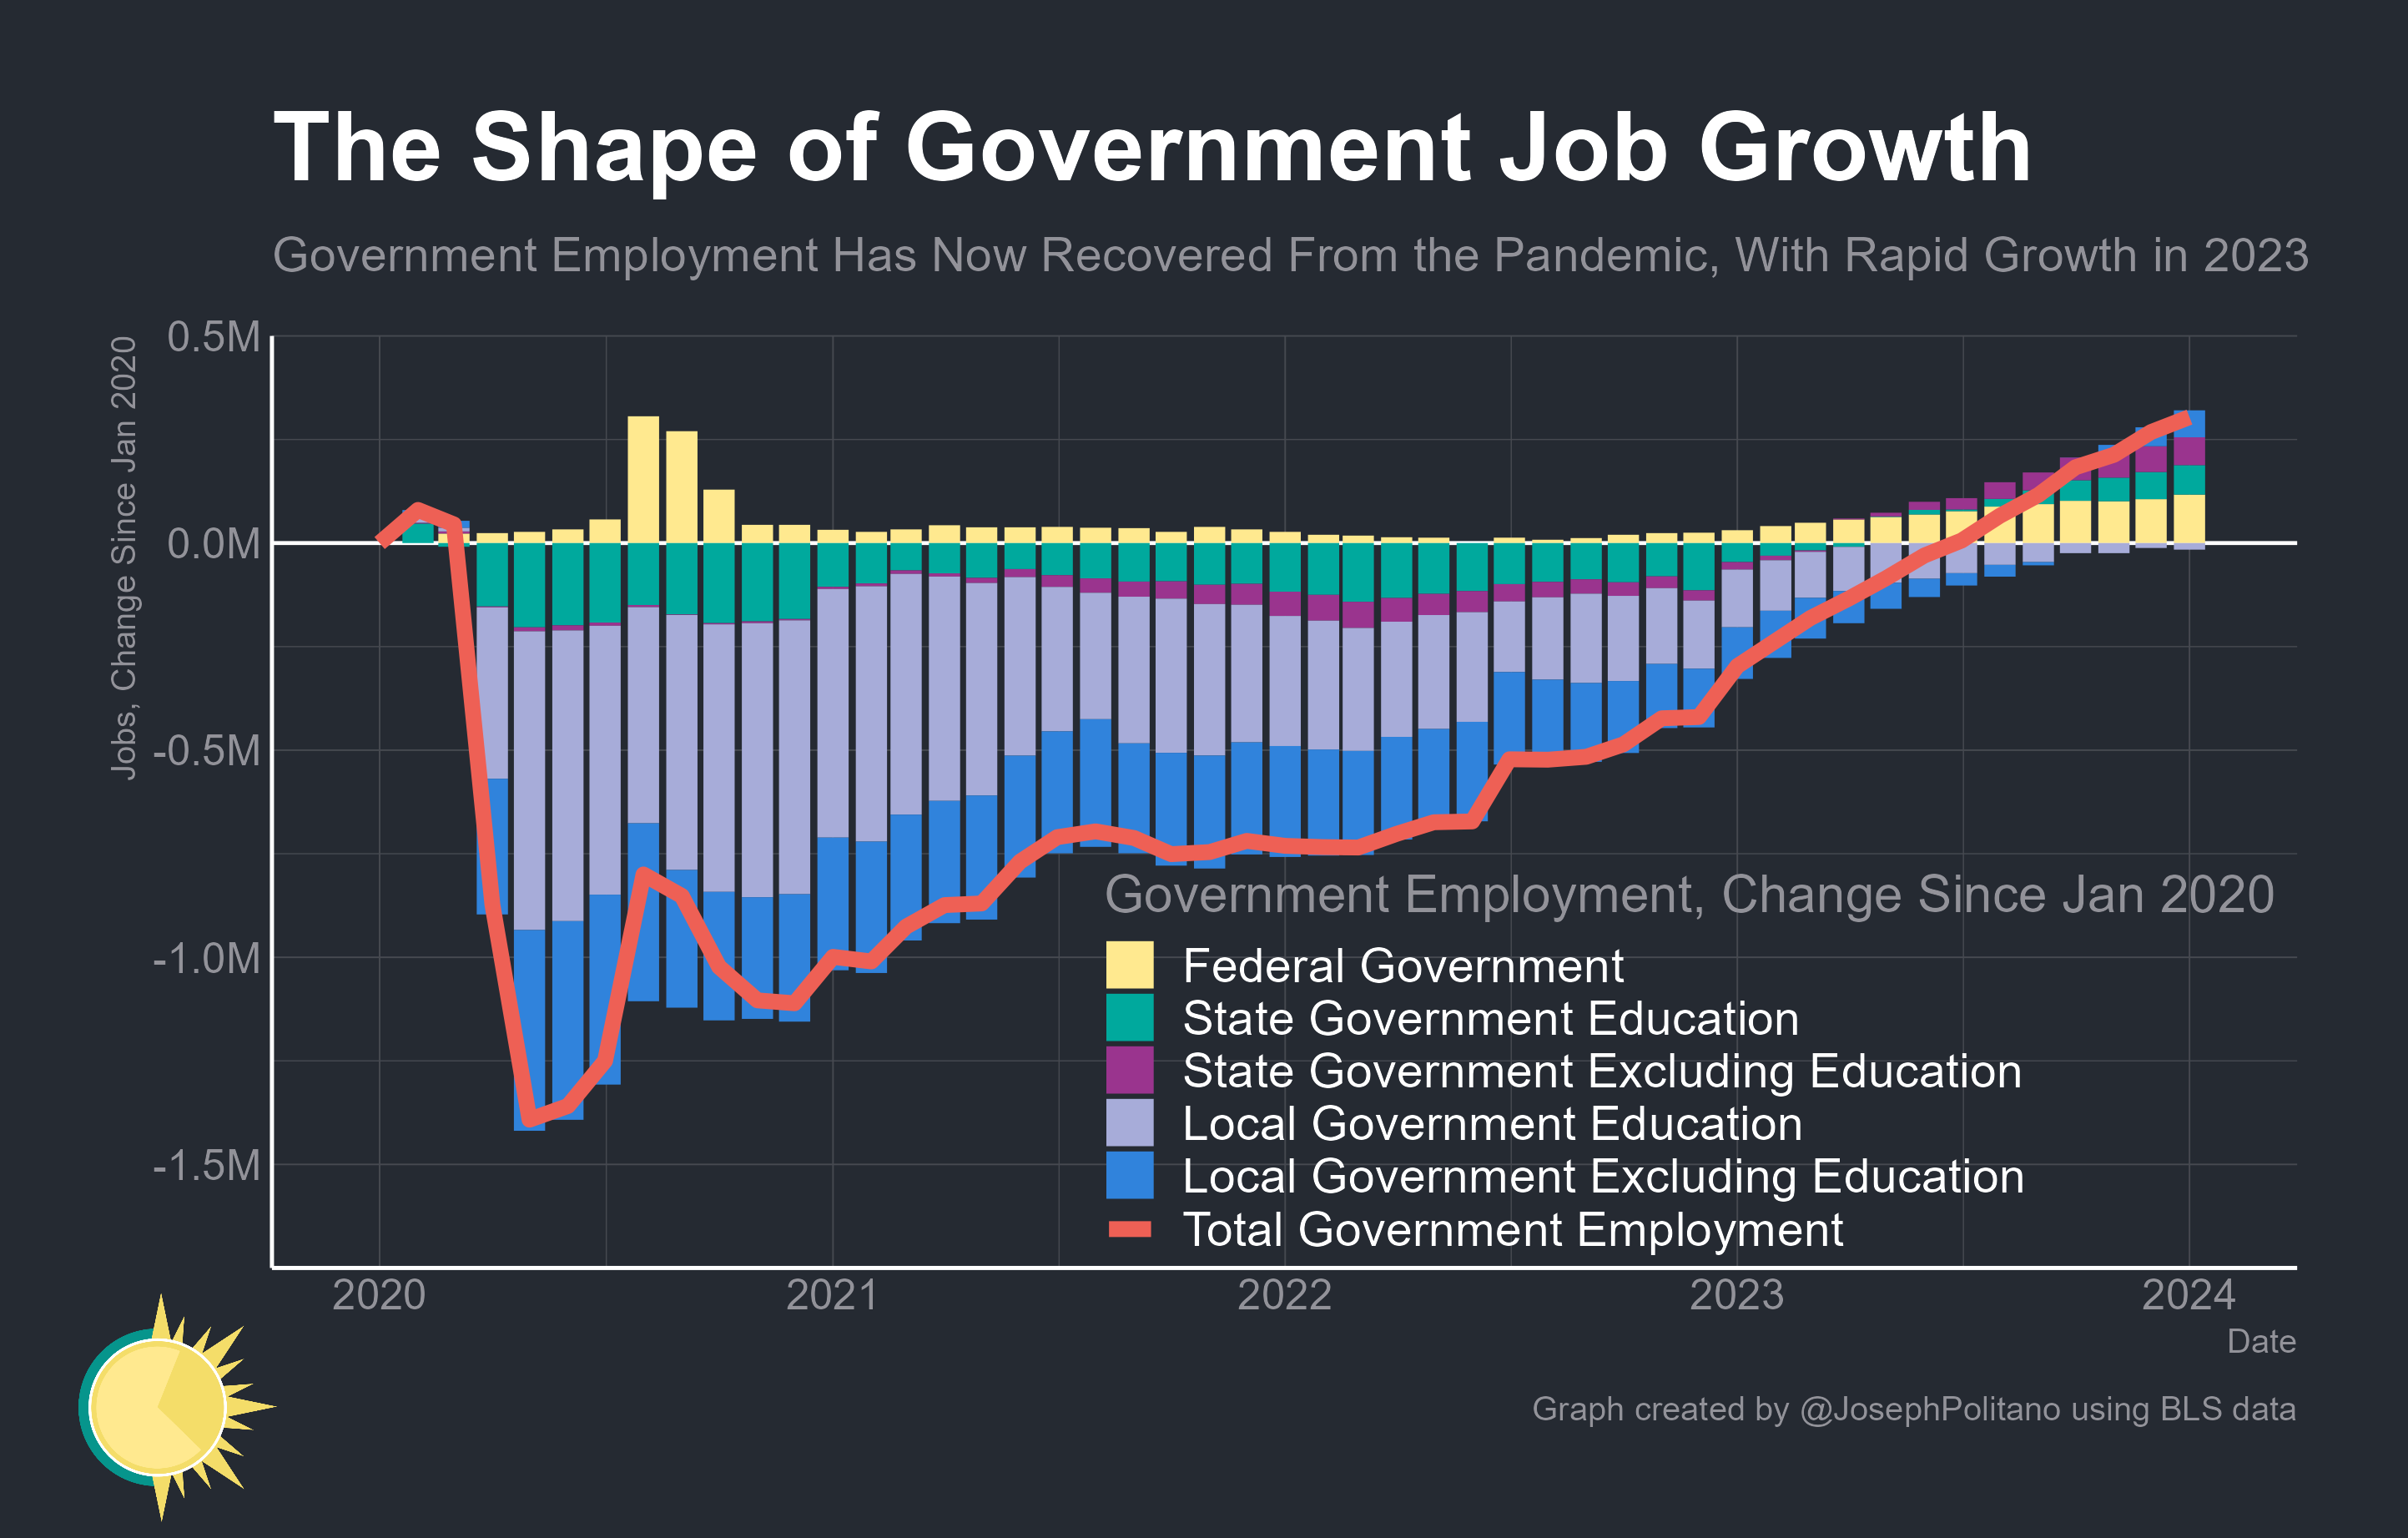 The Shape of Government Job Growth
Government Employment Has Now Recovered From the Pandemic, With Rapid Growth in 2023
Jobs, Change Since Jan 2020
0.5M
0.0M
-0.5M
-1.0M
-1.5M
Government Employment, Change Since Jan 2020
Federal Government
State Government Education
State Government Excluding Education
Local Government Education
Local Government Excluding Education
Total Government Employment
2020 2021 2022 2023 2024
Date
Graph created by @JosephPolitano using BLS data